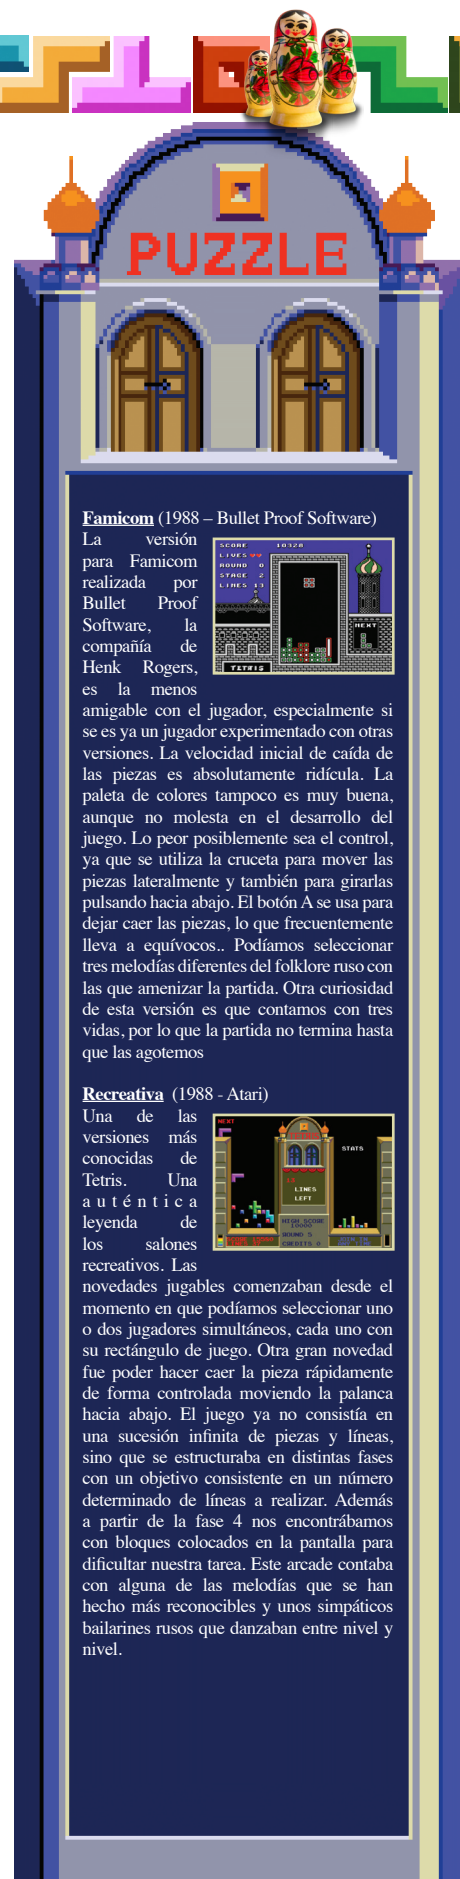 PUZZLE
Famicom (1988 – Bullet Proof Software)
La versión
para Famicom
realizada por
Bullet Proof
Software, la
compañía de
Henk Rogers,
es la menos
SCORE 10328
LIVES
ROUND 0
STAGE 2
LINES 13
NEXT
TETRIS
amigable con el jugador, especialmente si
se es ya un jugador experimentado con otras
versiones. La velocidad inicial de caída de
las piezas es absolutamente ridícula. La
paleta de colores tampoco es muy buena,
aunque no molesta en el desarrollo del
juego. Lo peor posiblemente sea el control,
ya que se utiliza la cruceta para mover las
piezas lateralmente y también para girarlas
pulsando hacia abajo. El botón A se usa para
dejar caer las piezas, lo que frecuentemente
lleva a equívocos.. Podíamos seleccionar
tres melodías diferentes del folklore ruso con
las que amenizar la partida. Otra curiosidad
de esta versión es que contamos con tres
vidas, por lo que la partida no termina hasta
que las agotemos
Recreativa (1988 - Atari)
Una de las
versiones más
conocidas de
Tetris. Una
auténtica
leyenda de
los salones
recreativos. Las
NEXT
STATS
LINES
LEFT
HIGH SCORE
10000
ROUND 5
CREDITS 0
novedades jugables comenzaban desde el
momento en que podíamos seleccionar uno
o dos jugadores simultáneos, cada uno con
su rectángulo de juego. Otra gran novedad
fue poder hacer caer la pieza rápidamente
de forma controlada moviendo la palanca
hacia abajo. El juego ya no consistía en
una sucesión infinita de piezas y líneas,
sino que se estructuraba en distintas fases
con un objetivo consistente en un número
determinado de líneas a realizar. Además
a partir de la fase 4 nos encontrábamos
con bloques colocados en la pantalla para
dificultar nuestra tarea. Este arcade contaba
con alguna de las melodías que se han
hecho más reconocibles y unos simpáticos
bailarines rusos que danzaban entre nivel y
nivel.